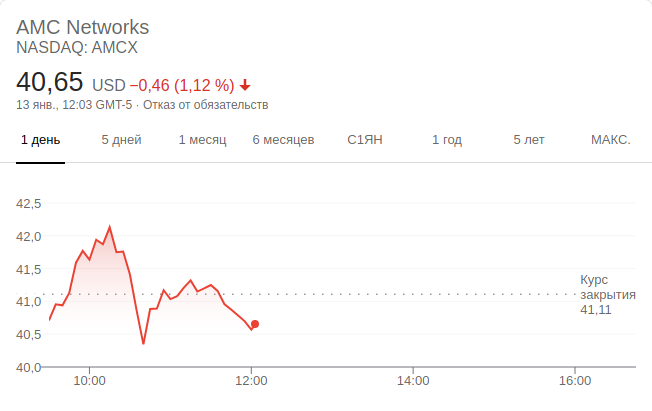 AMC Networks
NASDAQ: AMCX
40,65 USD −0,46 (1,12 %)
13 янв., 12:03 GMT-5 · Отказ от обязательств
1 день 5 дней 1 месяц 6 месяцев С1ЯН 1 год 5 лет МАКС.
42,5
42,0
41,5
41,0
40,5
40,0
Курс
закрытия
41,11
10:00 12:00 14:00 16:00